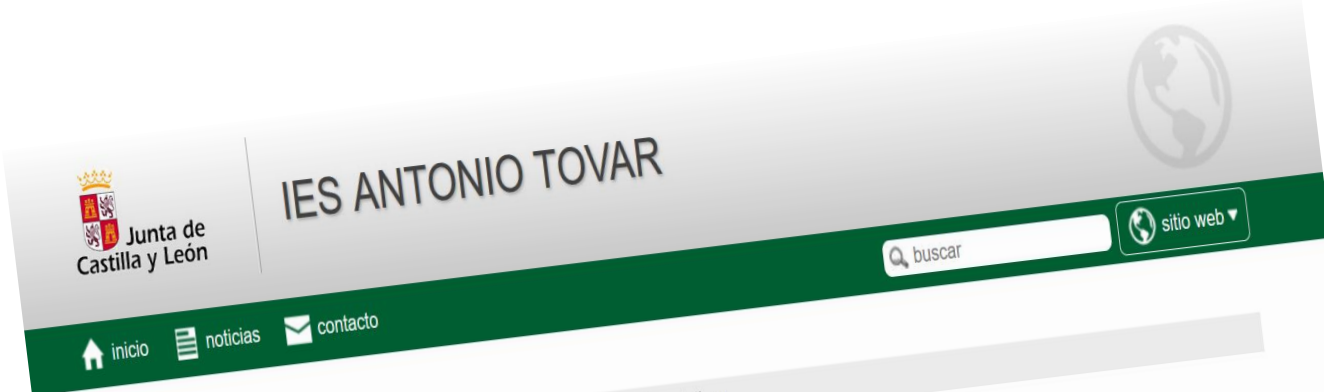 Junta de
Castilla y León
IES ANTONIO TOVAR
buscar
sitio web
inicio
noticias
contacto